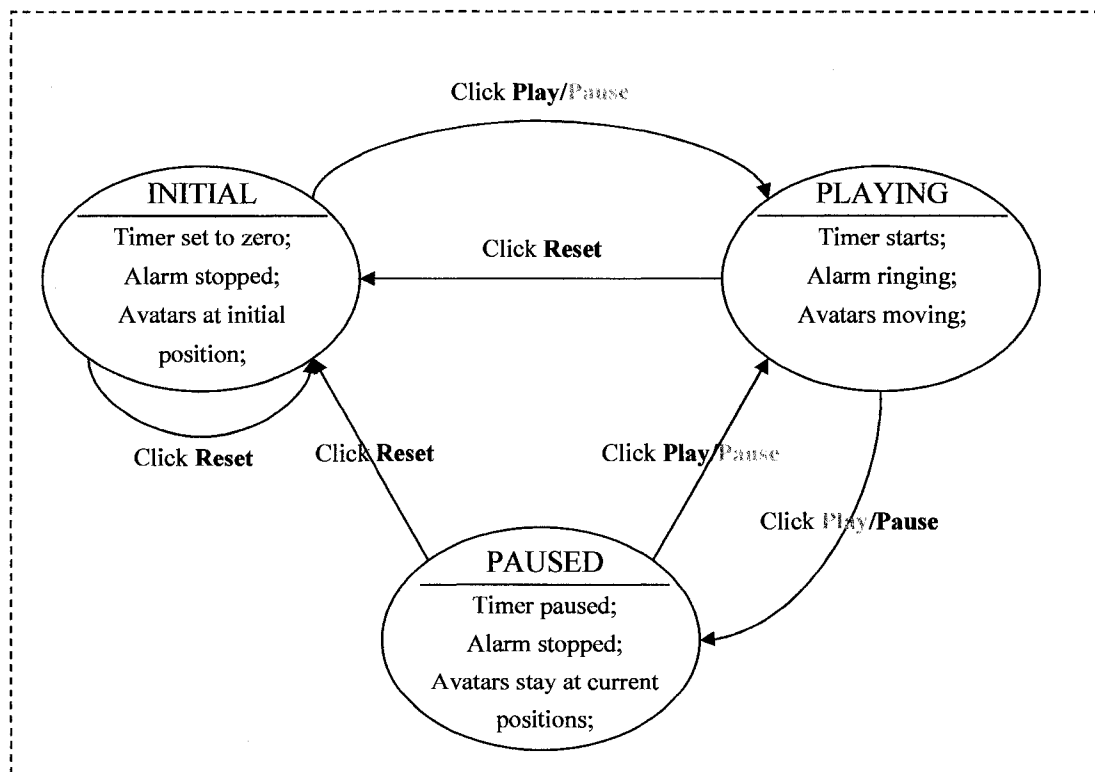 Click Play/Pause
INITIAL
Timer set to zero;
Alarm stopped;
Avatars at initial
position;
PLAYING
Timer starts;
Alarm ringing;
Avatars moving;
Click Reset
Click Reset
Click Reset
Click Play/Pause
Click Play/Pause
PAUSED
Timer paused;
Alarm stopped;
Avatars stay at current
positions;